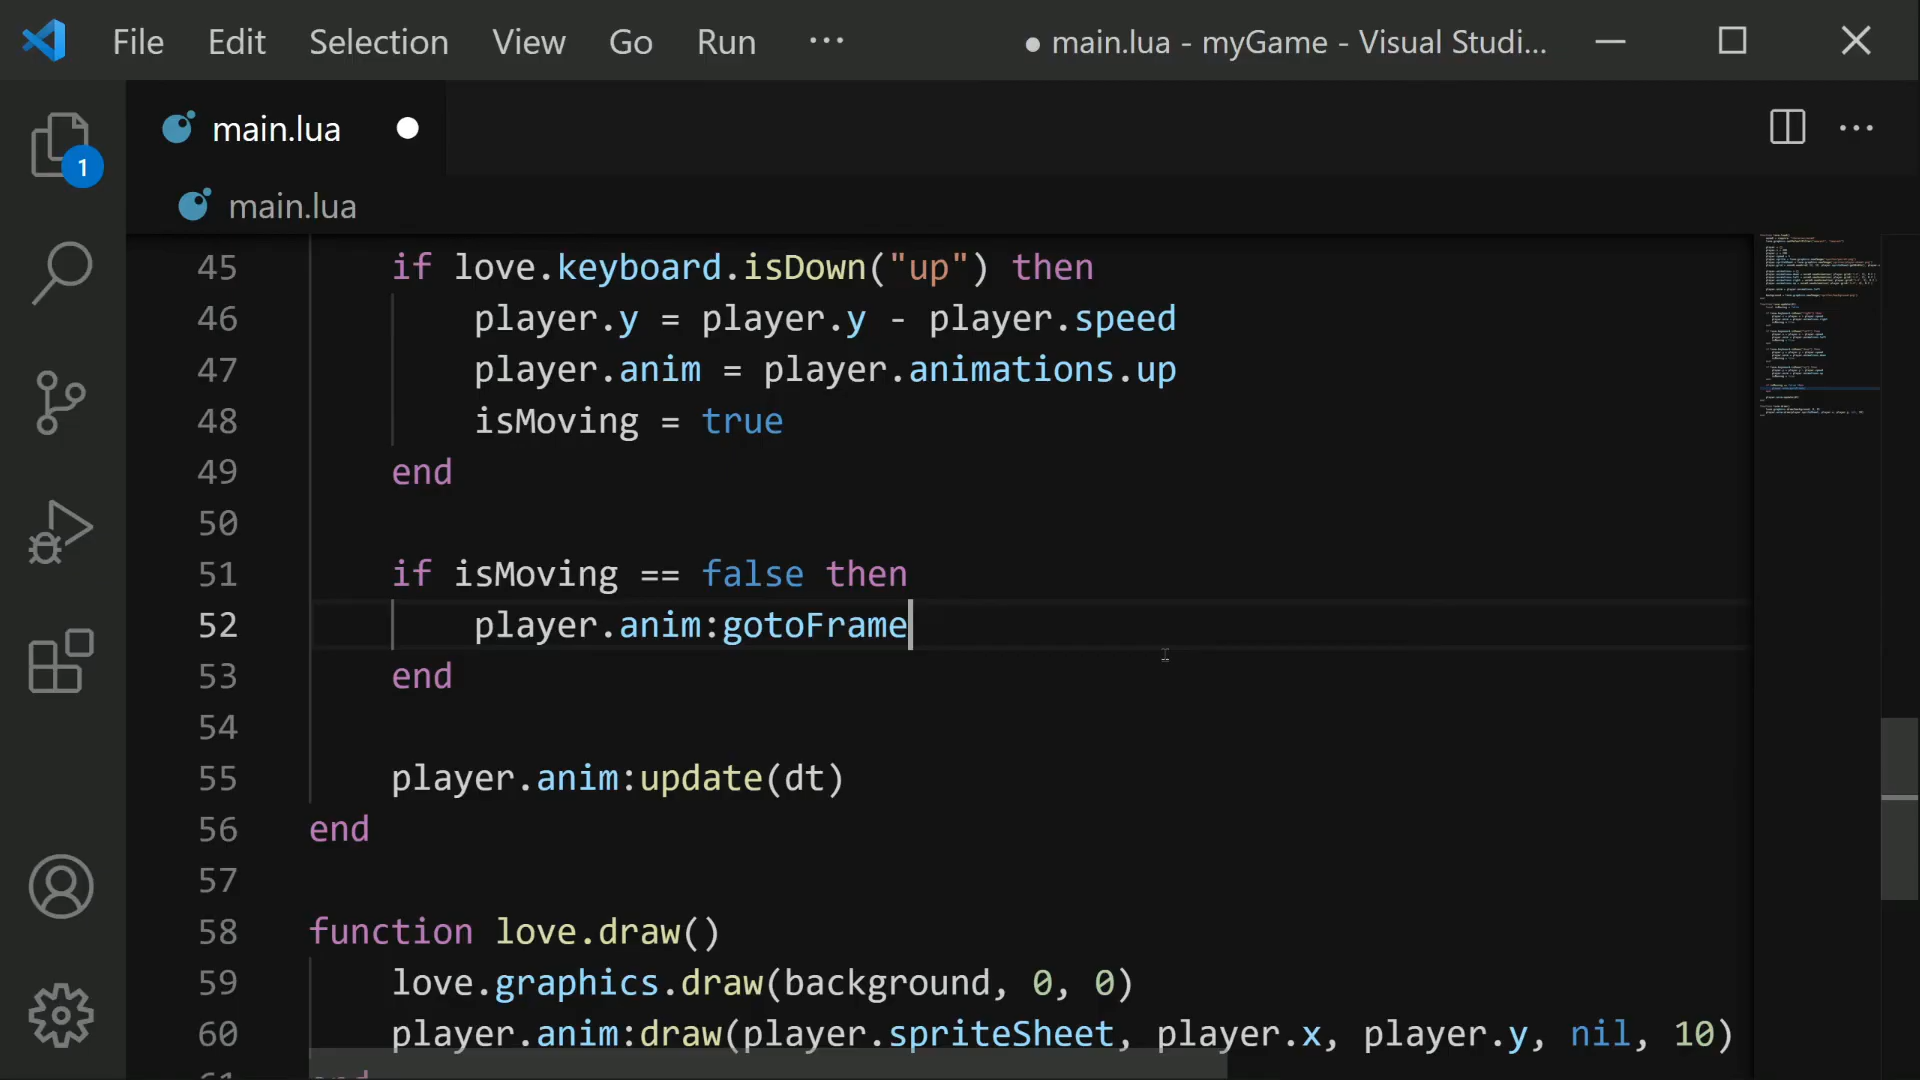 File Edit Selection View Go Run ··· ● main.lua - myGame - Visual Studi...
main.lua
1
main.lua
45 if love.keyboard.isDown("up") then
46 player.y = player.y - player.speed
47 player.anim = player.animations.up
48 isMoving = true
49 end
50
51 if isMoving == false then
52 player.anim:gotoFrame
53 end
54
55 player.anim:update(dt)
56 end
57
58 function love.draw()
59 love.graphics.draw(background, 0, 0)
60 player.anim:draw(player.spriteSheet, player.x, player.y, nil, 10)